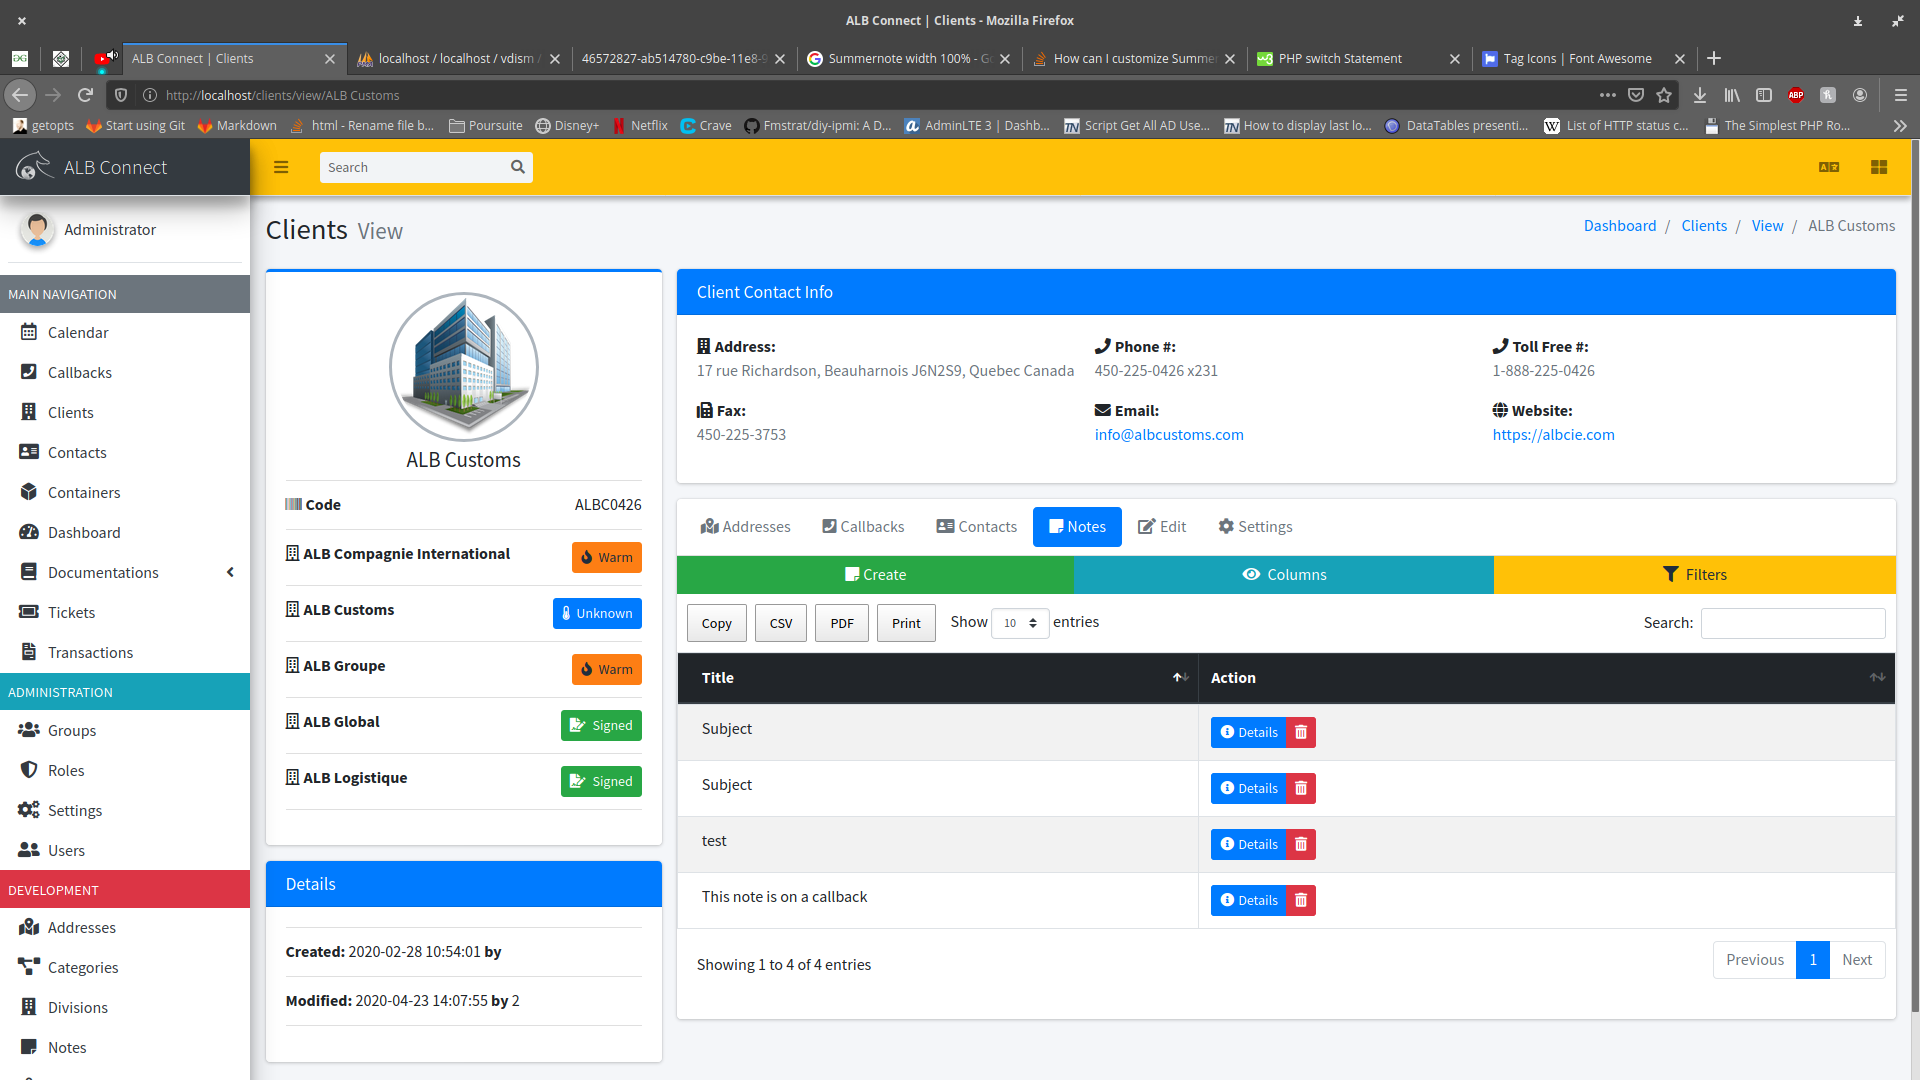 ALB Connect | Clients - Mozilla Firefox
ALB Connect | Clients
localhost / localhost / vdism /
46572827-ab514780-c9be-11e8-9
Summernote width 100% - Go
How can I customize Summer
PHP switch Statement
Tag Icons | Font Awesome
http://localhost/clients/view/ALB Customs
ABP
getopts
Start using Git
Markdown
html - Rename file b...
Poursuite
Disney+
Netflix
Crave
Fmstrat/diy-ipmi: A D...
AdminLTE 3 | Dashb...
Script Get All AD Use...
How to display last lo...
DataTables presenti...
List of HTTP status c...
The Simplest PHP Ro...
ALB Connect
Search
Administrator
Clients View
Dashboard / Clients / View / ALB Customs
MAIN NAVIGATION
Calendar
Callbacks
Clients
Contacts
Containers
Dashboard
Documentations
Tickets
Transactions
ADMINISTRATION
Groups
Roles
Settings
Users
DEVELOPMENT
Addresses
Categories
Divisions
Notes
ALB Customs
Code ALBC0426
ALB Compagnie International Warm
ALB Customs Unknown
ALB Groupe Warm
ALB Global Signed
ALB Logistique Signed
Details
Created: 2020-02-28 10:54:01 by
Modified: 2020-04-23 14:07:55 by 2
Client Contact Info
Address:
17 rue Richardson, Beauharnois J6N2S9, Quebec Canada
Phone #:
450-225-0426 x231
Toll Free #:
1-888-225-0426
Fax:
450-225-3753
Email:
info@albcustoms.com
Website:
https://albcie.com
Addresses Callbacks Contacts Notes Edit Settings
Create Columns Filters
Copy CSV PDF Print Show 10 entries Search:
Title Action
Subject Details
Subject Details
test Details
This note is on a callback Details
Showing 1 to 4 of 4 entries
Previous 1 Next